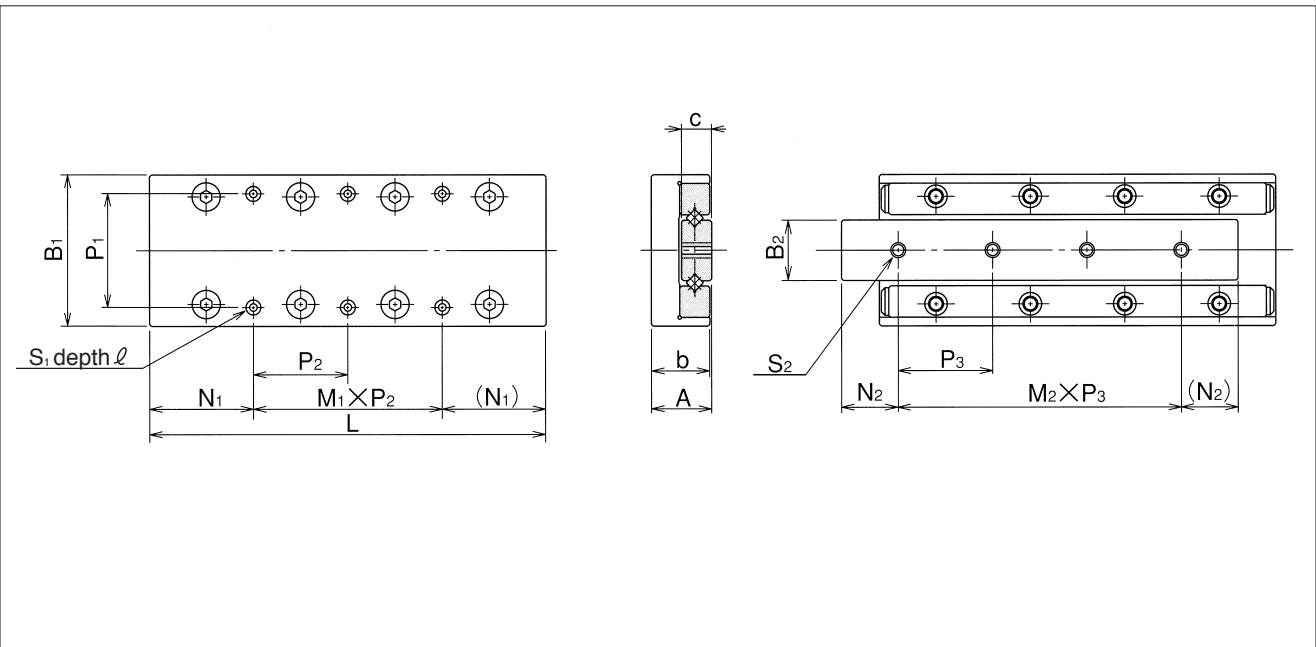 B1
P1
S1 depth ℓ
P2
N1
M1×P2
(N1)
L
c
b
A
B2
S2
P3
N2
M2×P3
(N2)